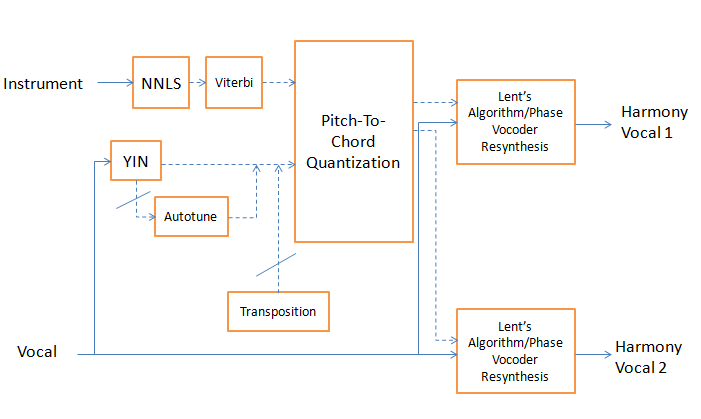 Instrument
NNLS
Viterbi
Pitch-To-
Chord
Quantization
Lent's
Algorithm/Phase
Vocoder
Resynthesis
Harmony
Vocal 1
YIN
Autotune
Transposition
Vocal
Lent's
Algorithm/Phase
Vocoder
Resynthesis
Harmony
Vocal 2